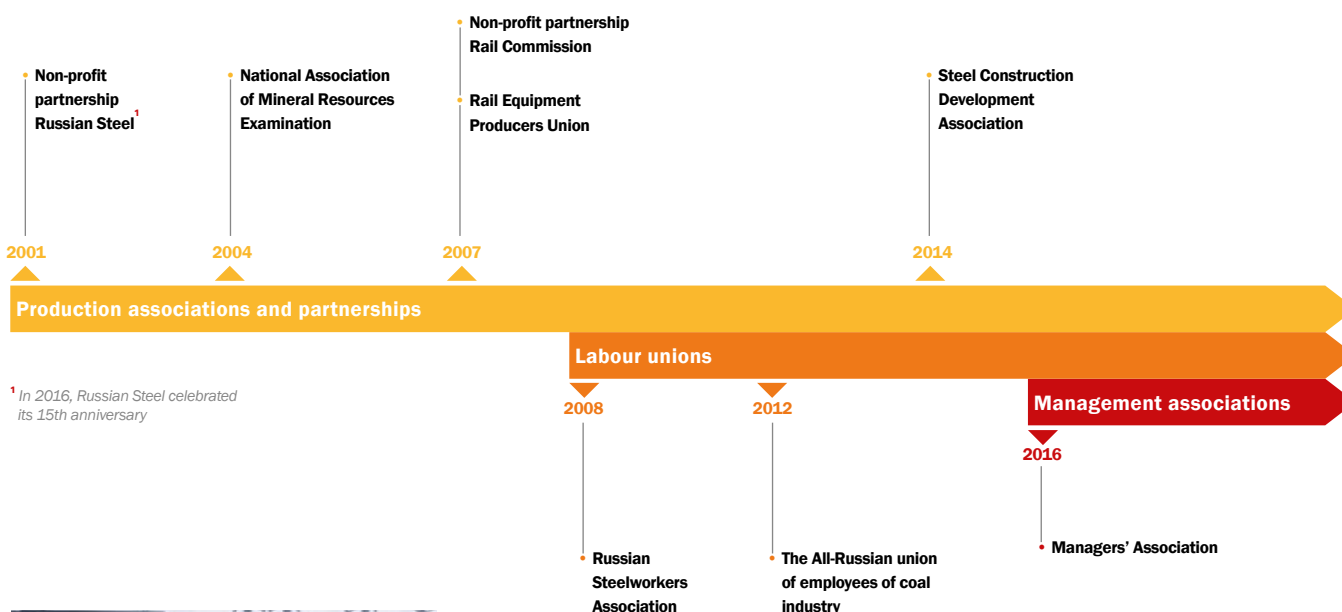 Non-profit partnership
Rail Commission
Non-profit
partnership
Russian Steel1
National Association
of Mineral Resources
Examination
Rail Equipment
Producers Union
Steel Construction
Development
Association
2001
2004
2007
2014
Production associations and partnerships
Labour unions
1 In 2016, Russian Steel celebrated
its 15th anniversary
2008
2012
Management associations
2016
Russian
Steelworkers
Association
The All-Russian union
of employees of coal
industry
Managers’ Association